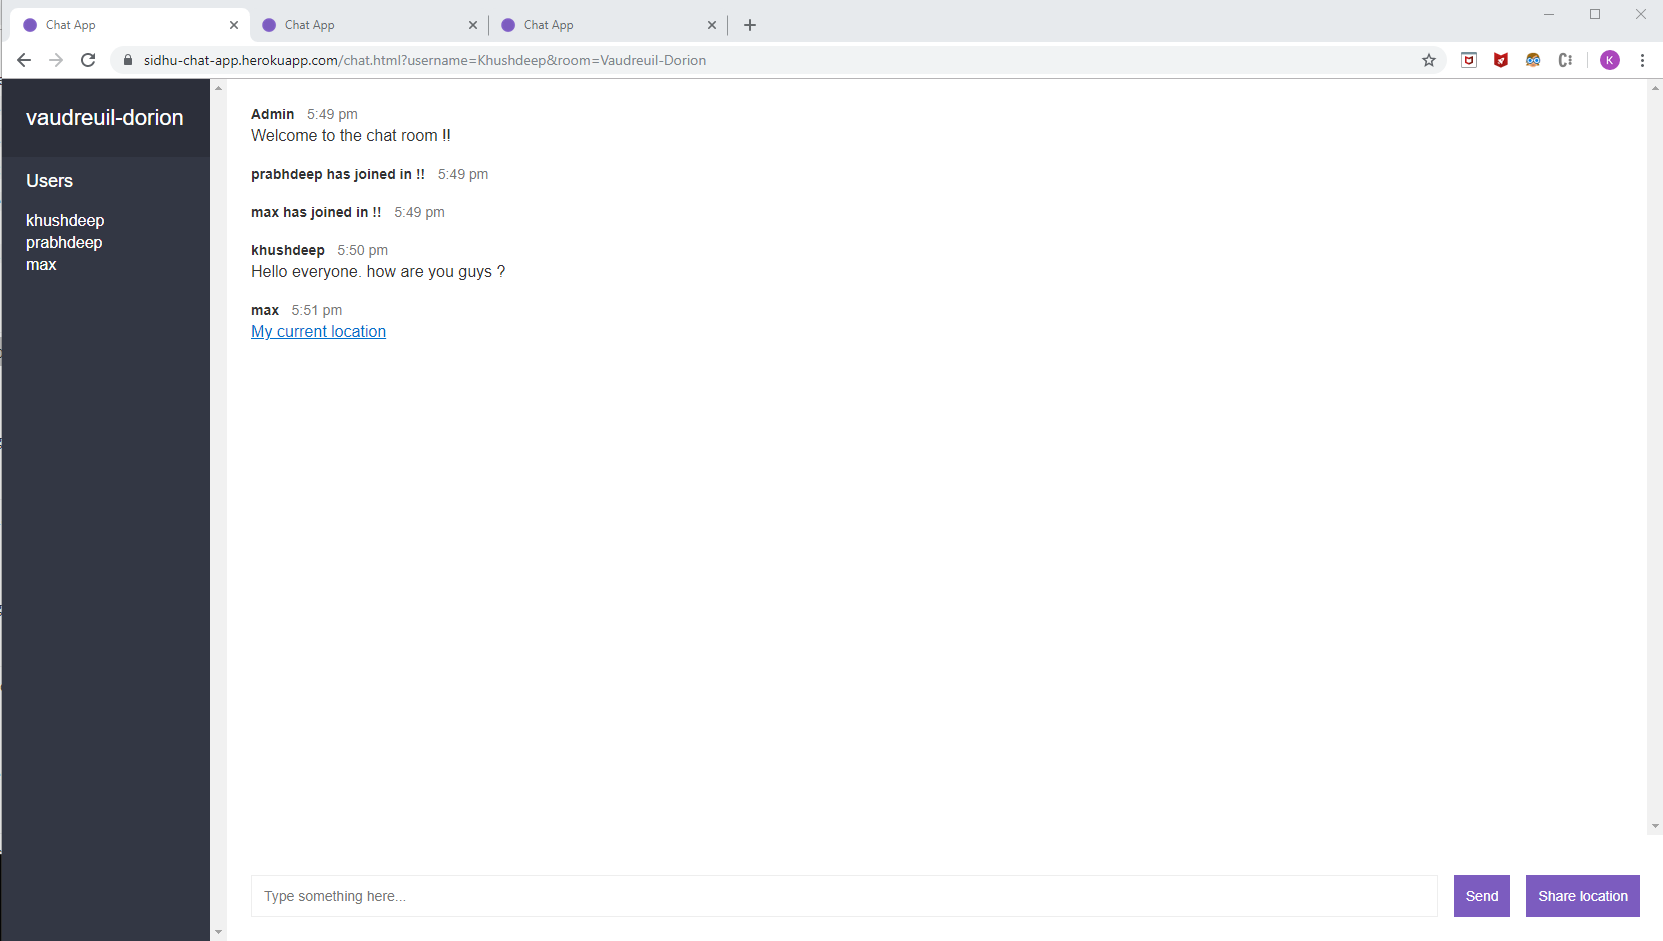 Chat App
Chat App
Chat App
sidhu-chat-app.herokuapp.com/chat.html?username=Khushdeep&room=Vaudreuil-Dorion
K
vaudreuil-dorion
Users
khushdeep
prabhdeep
max
Admin 5:49 pm
Welcome to the chat room !!
prabhdeep has joined in !! 5:49 pm
max has joined in !! 5:49 pm
khushdeep 5:50 pm
Hello everyone. how are you guys ?
max 5:51 pm
My current location
Type something here...
Send
Share location